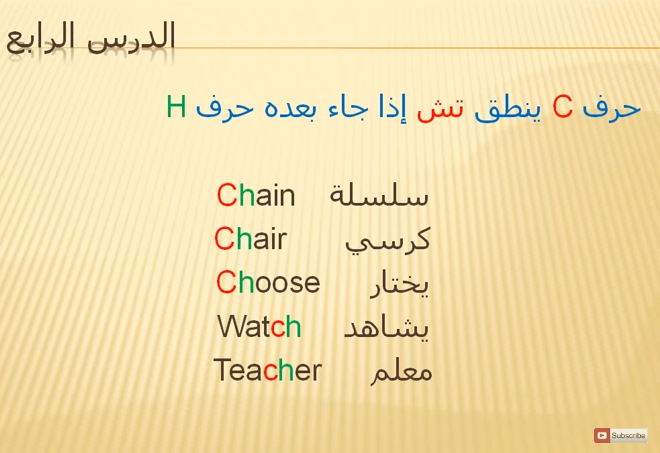 الدرس الرابع
حرف C ينطق تش إذا جاء بعده حرف H
Chain سلسلة
Chair كرسي
Choose يختار
Watch يشاهد
Teacher معلم
Subscribe